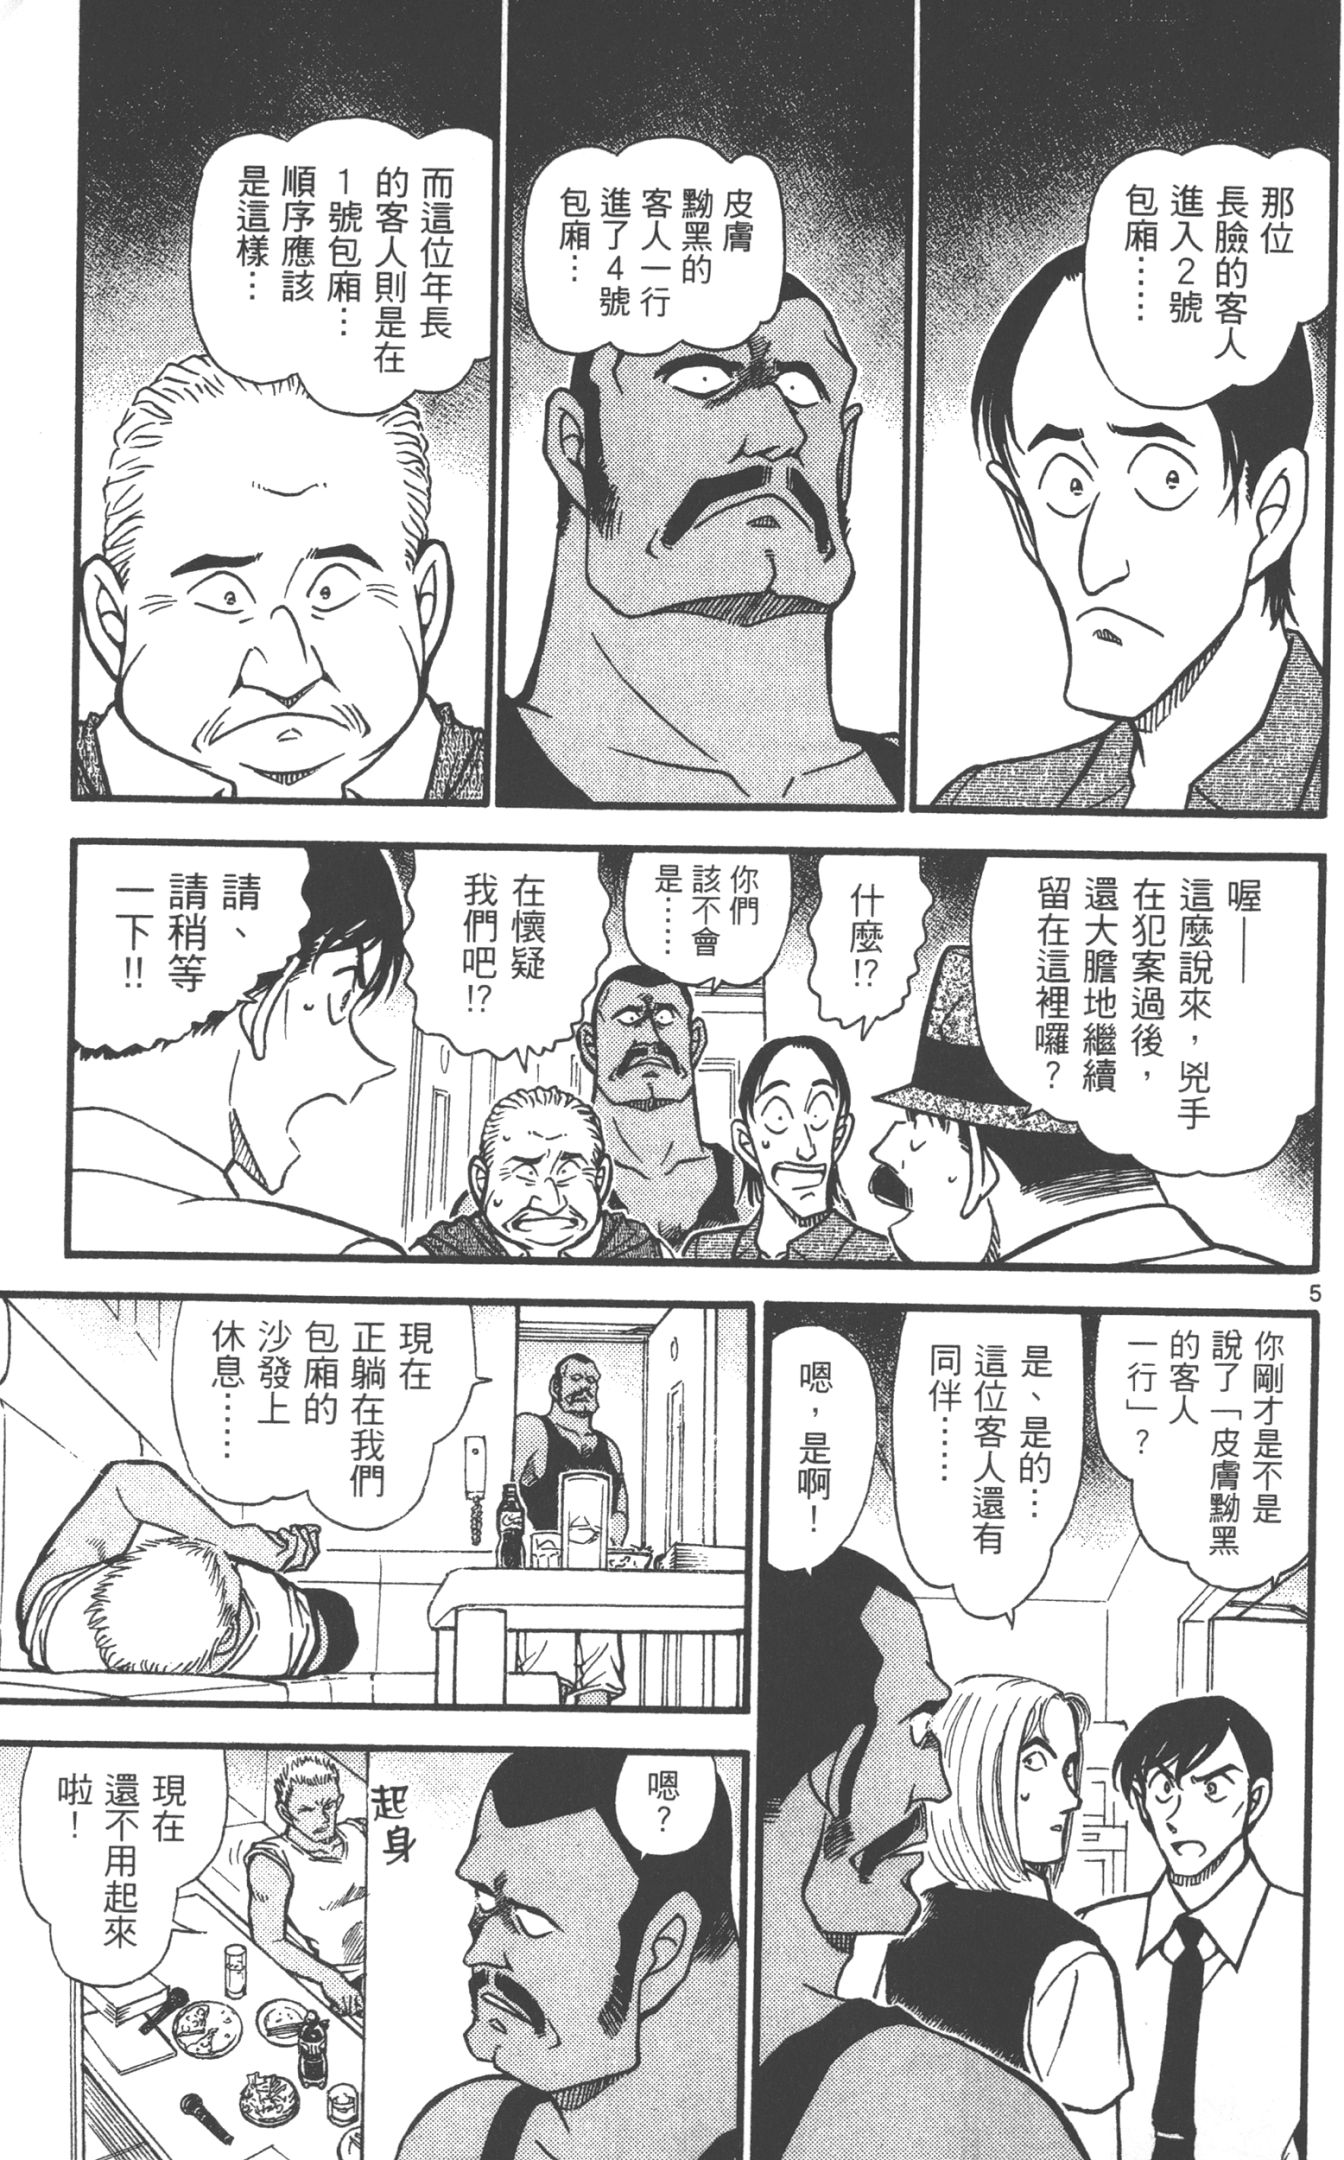 那位
長臉的客人
進入2號
包廂……
皮膚
黝黑的
客人一行
進了4號
包廂…
而這位年長
的客人則是在
1號包廂…
順序應該
是這樣…
喔——
這麼說來，兇手
在犯案過後，
還大膽地繼續
留在這裡囉？
什麼!?
你們
該不會
是……
在懷疑
我們吧!?
請、
請稍等
一下!!
5
你剛才是不是
說了「皮膚黝黑
的客人
一行」？
是、是的…
這位客人還有
同伴……
嗯，是啊！
現在
正躺在我們
包廂的
沙發上
休息……
嗯？
起身
現在
還不用起來
啦！